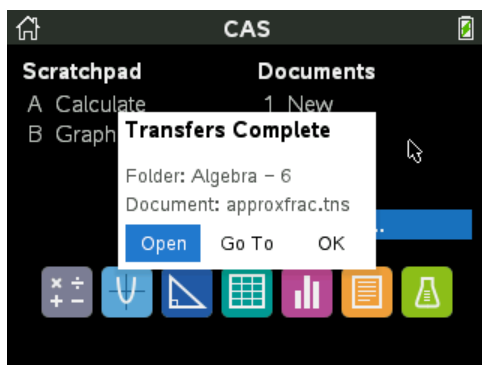 CAS
Scratchpad
Documents
A Calculate
1 New
B Graph
Transfers Complete
Folder: Algebra - 6
Document: approxfrac.tns
..
Open Go To OK